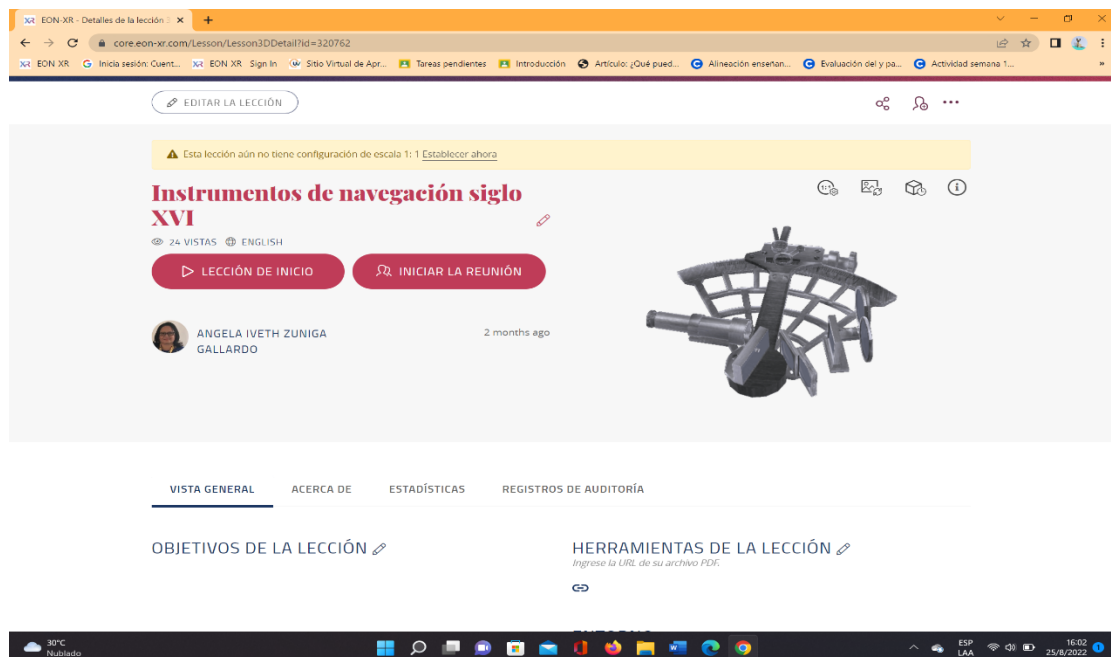 EON-XR - Detalles de la lección
core.eon-xr.com/Lesson/Lesson3DDetail?id=320762
EON XR Inicia sesión: Cuent... EON XR Sign In Sitio Virtual de Apr... Tareas pendientes Introducción Artículo: ¿Qué pued... Alineación enseñan... Evaluación del y pa... Actividad semana 1... »
EDITAR LA LECCIÓN
Esta lección aún no tiene configuración de escala 1: 1 Establecer ahora
Instrumentos de navegación siglo
XVI
24 VISTAS ENGLISH
LECCIÓN DE INICIO INICIAR LA REUNIÓN
ANGELA IVETH ZUNIGA
GALLARDO
2 months ago
VISTA GENERAL ACERCA DE ESTADÍSTICAS REGISTROS DE AUDITORÍA
OBJETIVOS DE LA LECCIÓN
HERRAMIENTAS DE LA LECCIÓN
Ingrese la URL de su archivo PDF.
30°C
Nublado
ESP
LAA
16:02
25/8/2022